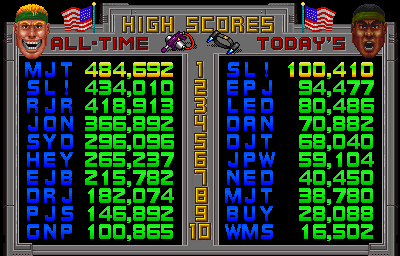 HIGH SCORES
ALL-TIME TODAY'S
MJT 484,692 1 SL! 100,410
SL! 434,010 2 EPJ 94,477
RJR 418,913 3 LED 80,486
JON 366,892 4 DAN 70,882
SYD 296,096 5 DJT 68,040
HEY 265,237 6 JPW 59,104
EJB 215,782 7 NED 40,450
DRJ 182,074 8 MJT 38,780
PJS 146,892 9 BUY 28,088
GNP 100,865 10 WMS 16,502